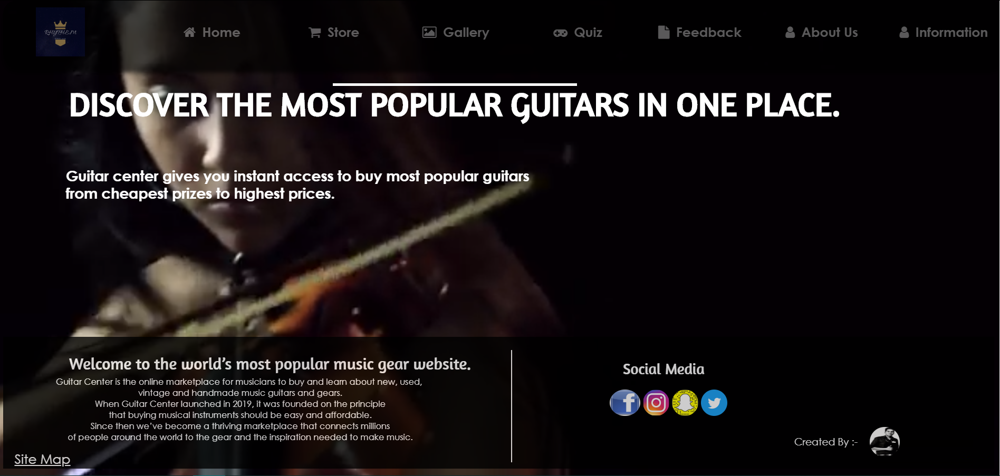 RHYTHEM
Home
Store
Gallery
Quiz
Feedback
About Us
Information
DISCOVER THE MOST POPULAR GUITARS IN ONE PLACE.
Guitar center gives you instant access to buy most popular guitars
from cheapest prizes to highest prices.
Welcome to the world’s most popular music gear website.
Guitar Center is the online marketplace for musicians to buy and learn about new, used,
vintage and handmade music guitars and gears.
When Guitar Center launched in 2019, it was founded on the principle
that buying musical instruments should be easy and affordable.
Since then we’ve become a thriving marketplace that connects millions
of people around the world to the gear and the inspiration needed to make music.
Site Map
Social Media
Created By :-